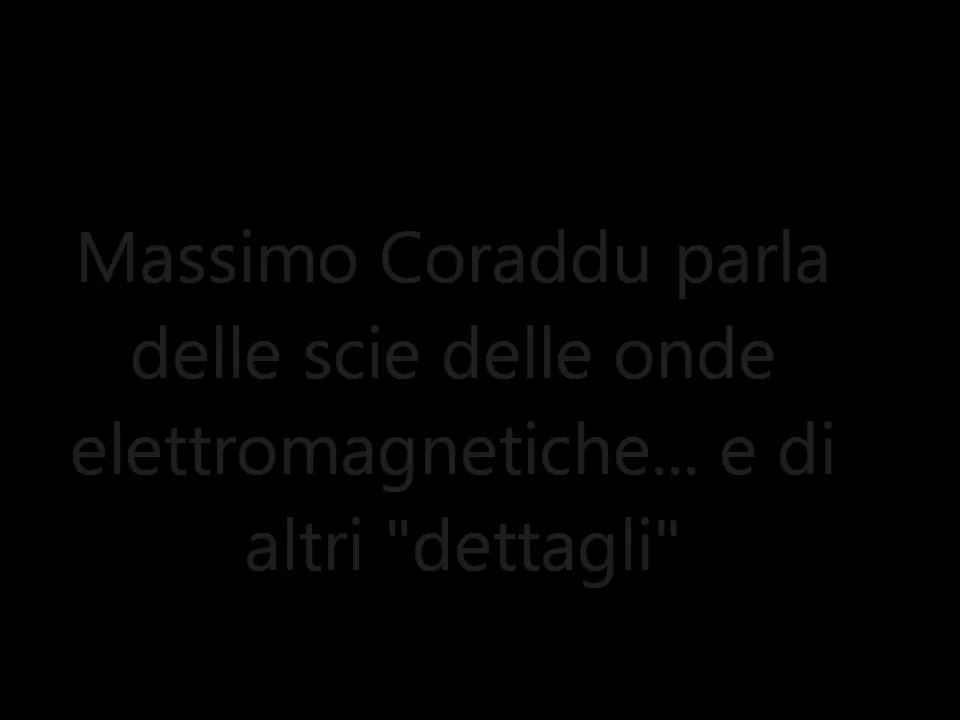 Massimo Coraddu parla
delle scie delle onde
elettromagnetiche... e di
altri "dettagli"